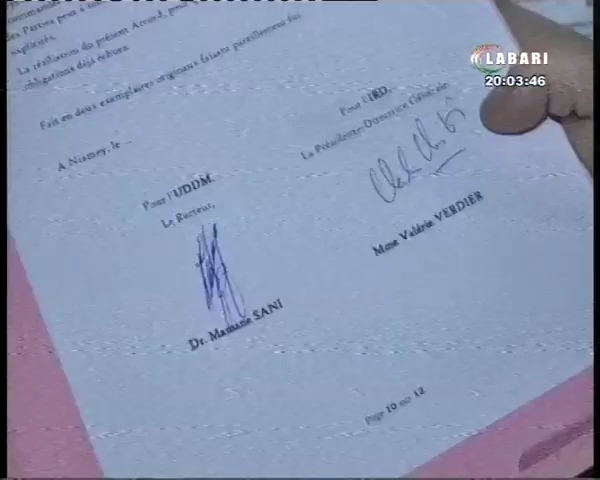 LABARI
20:03:46
des Parties pour
La résiliation du présent Accord, pour
obligations déjà échues.
Fait en deux exemplaires originaux faisant pareillement foi.
A Niamey, le ...
Pour l'UDDM.
Le Recteur,
Dr. Mamane SANI
Pour l'IRD.
La Présidente-Directrice Générale
Mme Valérie VERDIER
Page 10 sur 12